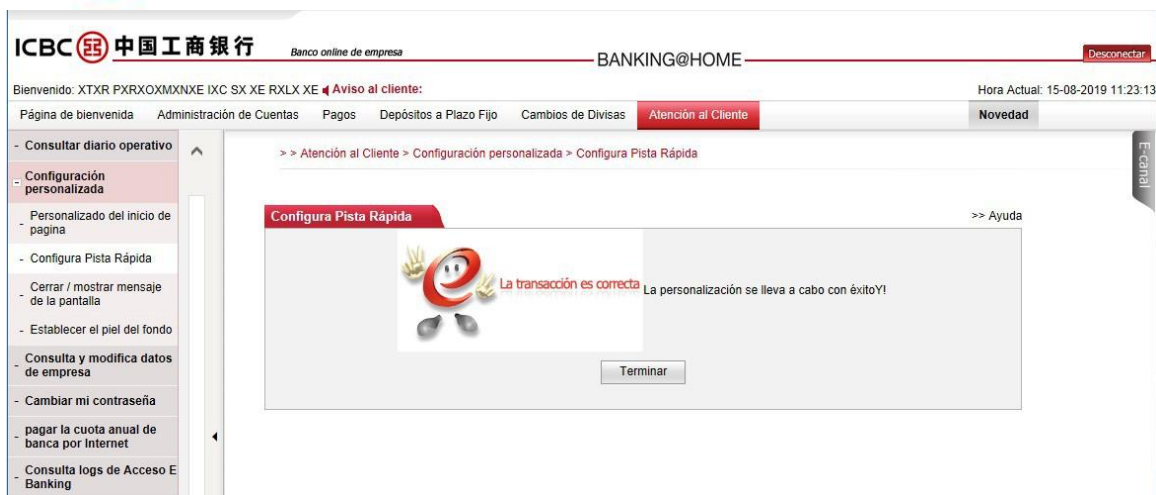 ICBC 中国工商银行
Banco online de empresa
BANKING@HOME
Desconectar
Bienvenido: XTXR PXRXOXMXNXE IXC SX XE RXLX XE Aviso al cliente:
Hora Actual: 15-08-2019 11:23:13
Página de bienvenida Administración de Cuentas Pagos Depósitos a Plazo Fijo Cambios de Divisas Atención al Cliente Novedad
- Consultar diario operativo
Configuración
personalizada
- Personalizado del inicio de
pagina
- Configura Pista Rápida
- Cerrar / mostrar mensaje
de la pantalla
- Establecer el piel del fondo
- Consulta y modifica datos
de empresa
- Cambiar mi contraseña
- pagar la cuota anual de
banca por Internet
- Consulta logs de Acceso E
Banking
> > Atención al Cliente > Configuración personalizada > Configura Pista Rápida
Configura Pista Rápida
>> Ayuda
La transacción es correcta
La personalización se lleva a cabo con éxitoY!
Terminar
E-canal